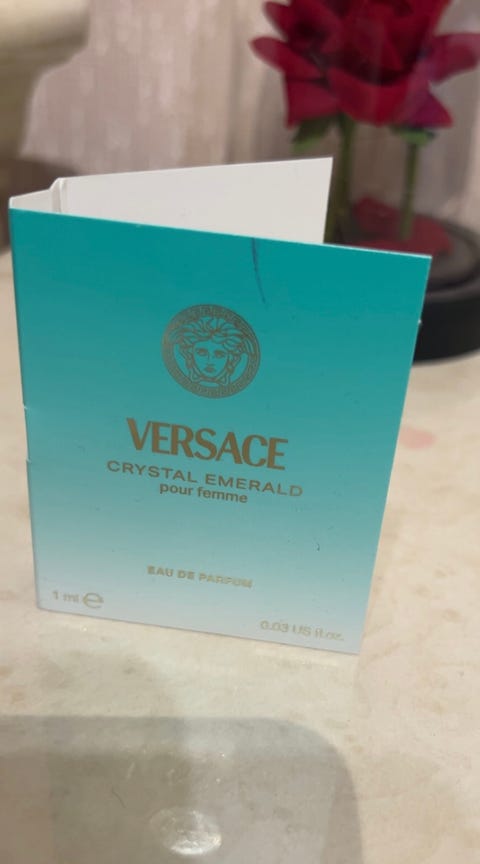 VERSACE
CRYSTAL EMERALD
pour femme
EAU DE PARFUM
1 ml ℮
0.03 US fl.oz.